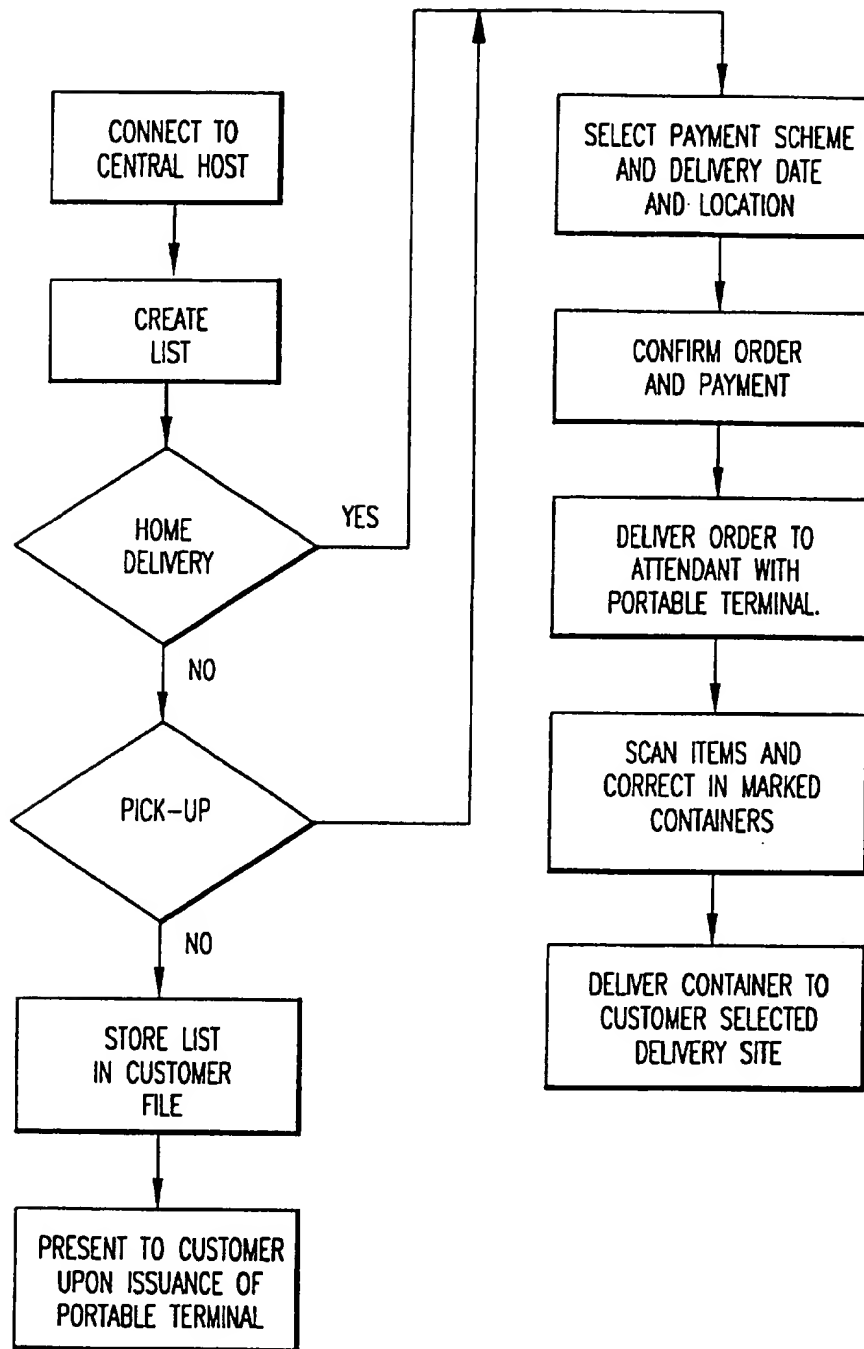 CONNECT TO
CENTRAL HOST
CREATE
LIST
HOME
DELIVERY
YES
NO
PICK-UP
NO
STORE LIST
IN CUSTOMER
FILE
PRESENT TO CUSTOMER
UPON ISSUANCE OF
PORTABLE TERMINAL
SELECT PAYMENT SCHEME
AND DELIVERY DATE
AND LOCATION
CONFIRM ORDER
AND PAYMENT
DELIVER ORDER TO
ATTENDANT WITH
PORTABLE TERMINAL.
SCAN ITEMS AND
CORRECT IN MARKED
CONTAINERS
DELIVER CONTAINER TO
CUSTOMER SELECTED
DELIVERY SITE